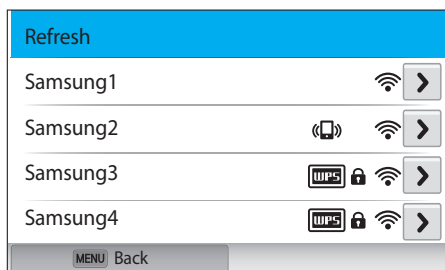 Refresh
Samsung1
Samsung2
Samsung3 WPS
Samsung4 WPS
MENU Back